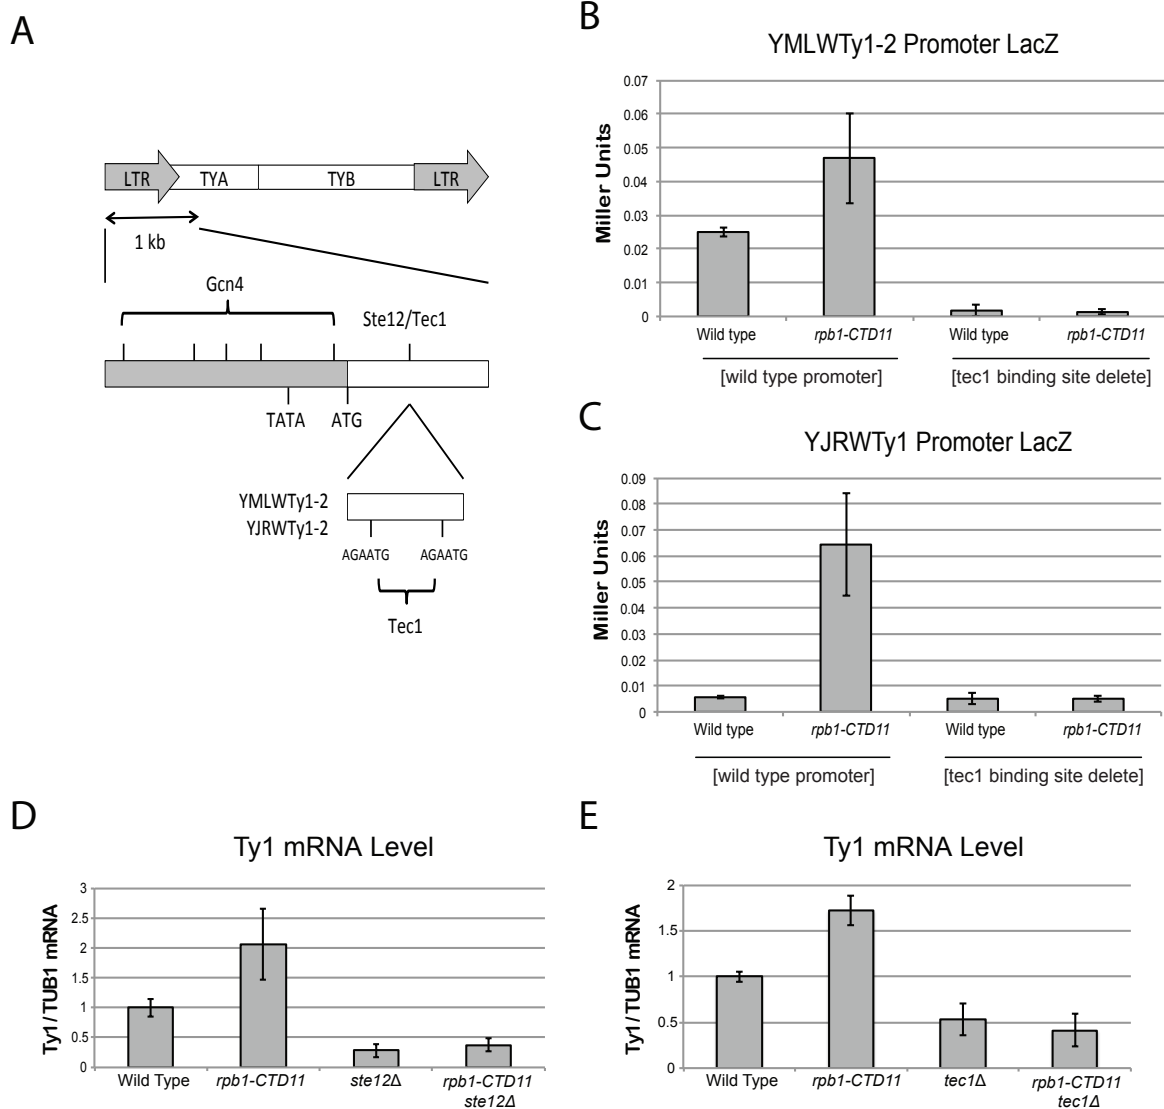 A
LTR
TYA
TYB
LTR
1 kb
Gcn4
Ste12/Tec1
TATA
ATG
YMLWTy1-2
YJRWTy1-2
AGAATG
AGAATG
Tec1
B
YMLWTy1-2 Promoter LacZ
Miller Units
0.07
0.06
0.05
0.04
0.03
0.02
0.01
0
Wild type
rpb1-CTD11
Wild type
rpb1-CTD11
[wild type promoter]
[tec1 binding site delete]
C
YJRWTy1 Promoter LacZ
Miller Units
0.09
0.08
0.07
0.06
0.05
0.04
0.03
0.02
0.01
0
Wild type
rpb1-CTD11
Wild type
rpb1-CTD11
[wild type promoter]
[tec1 binding site delete]
D
Ty1 mRNA Level
Ty1/ TUB1 mRNA
3
2.5
2
1.5
1
0.5
0
Wild Type
rpb1-CTD11
ste12Δ
rpb1-CTD11
ste12Δ
E
Ty1 mRNA Level
Ty1/ TUB1 mRNA
2
1.5
1
0.5
0
Wild Type
rpb1-CTD11
tec1Δ
rpb1-CTD11
tec1Δ